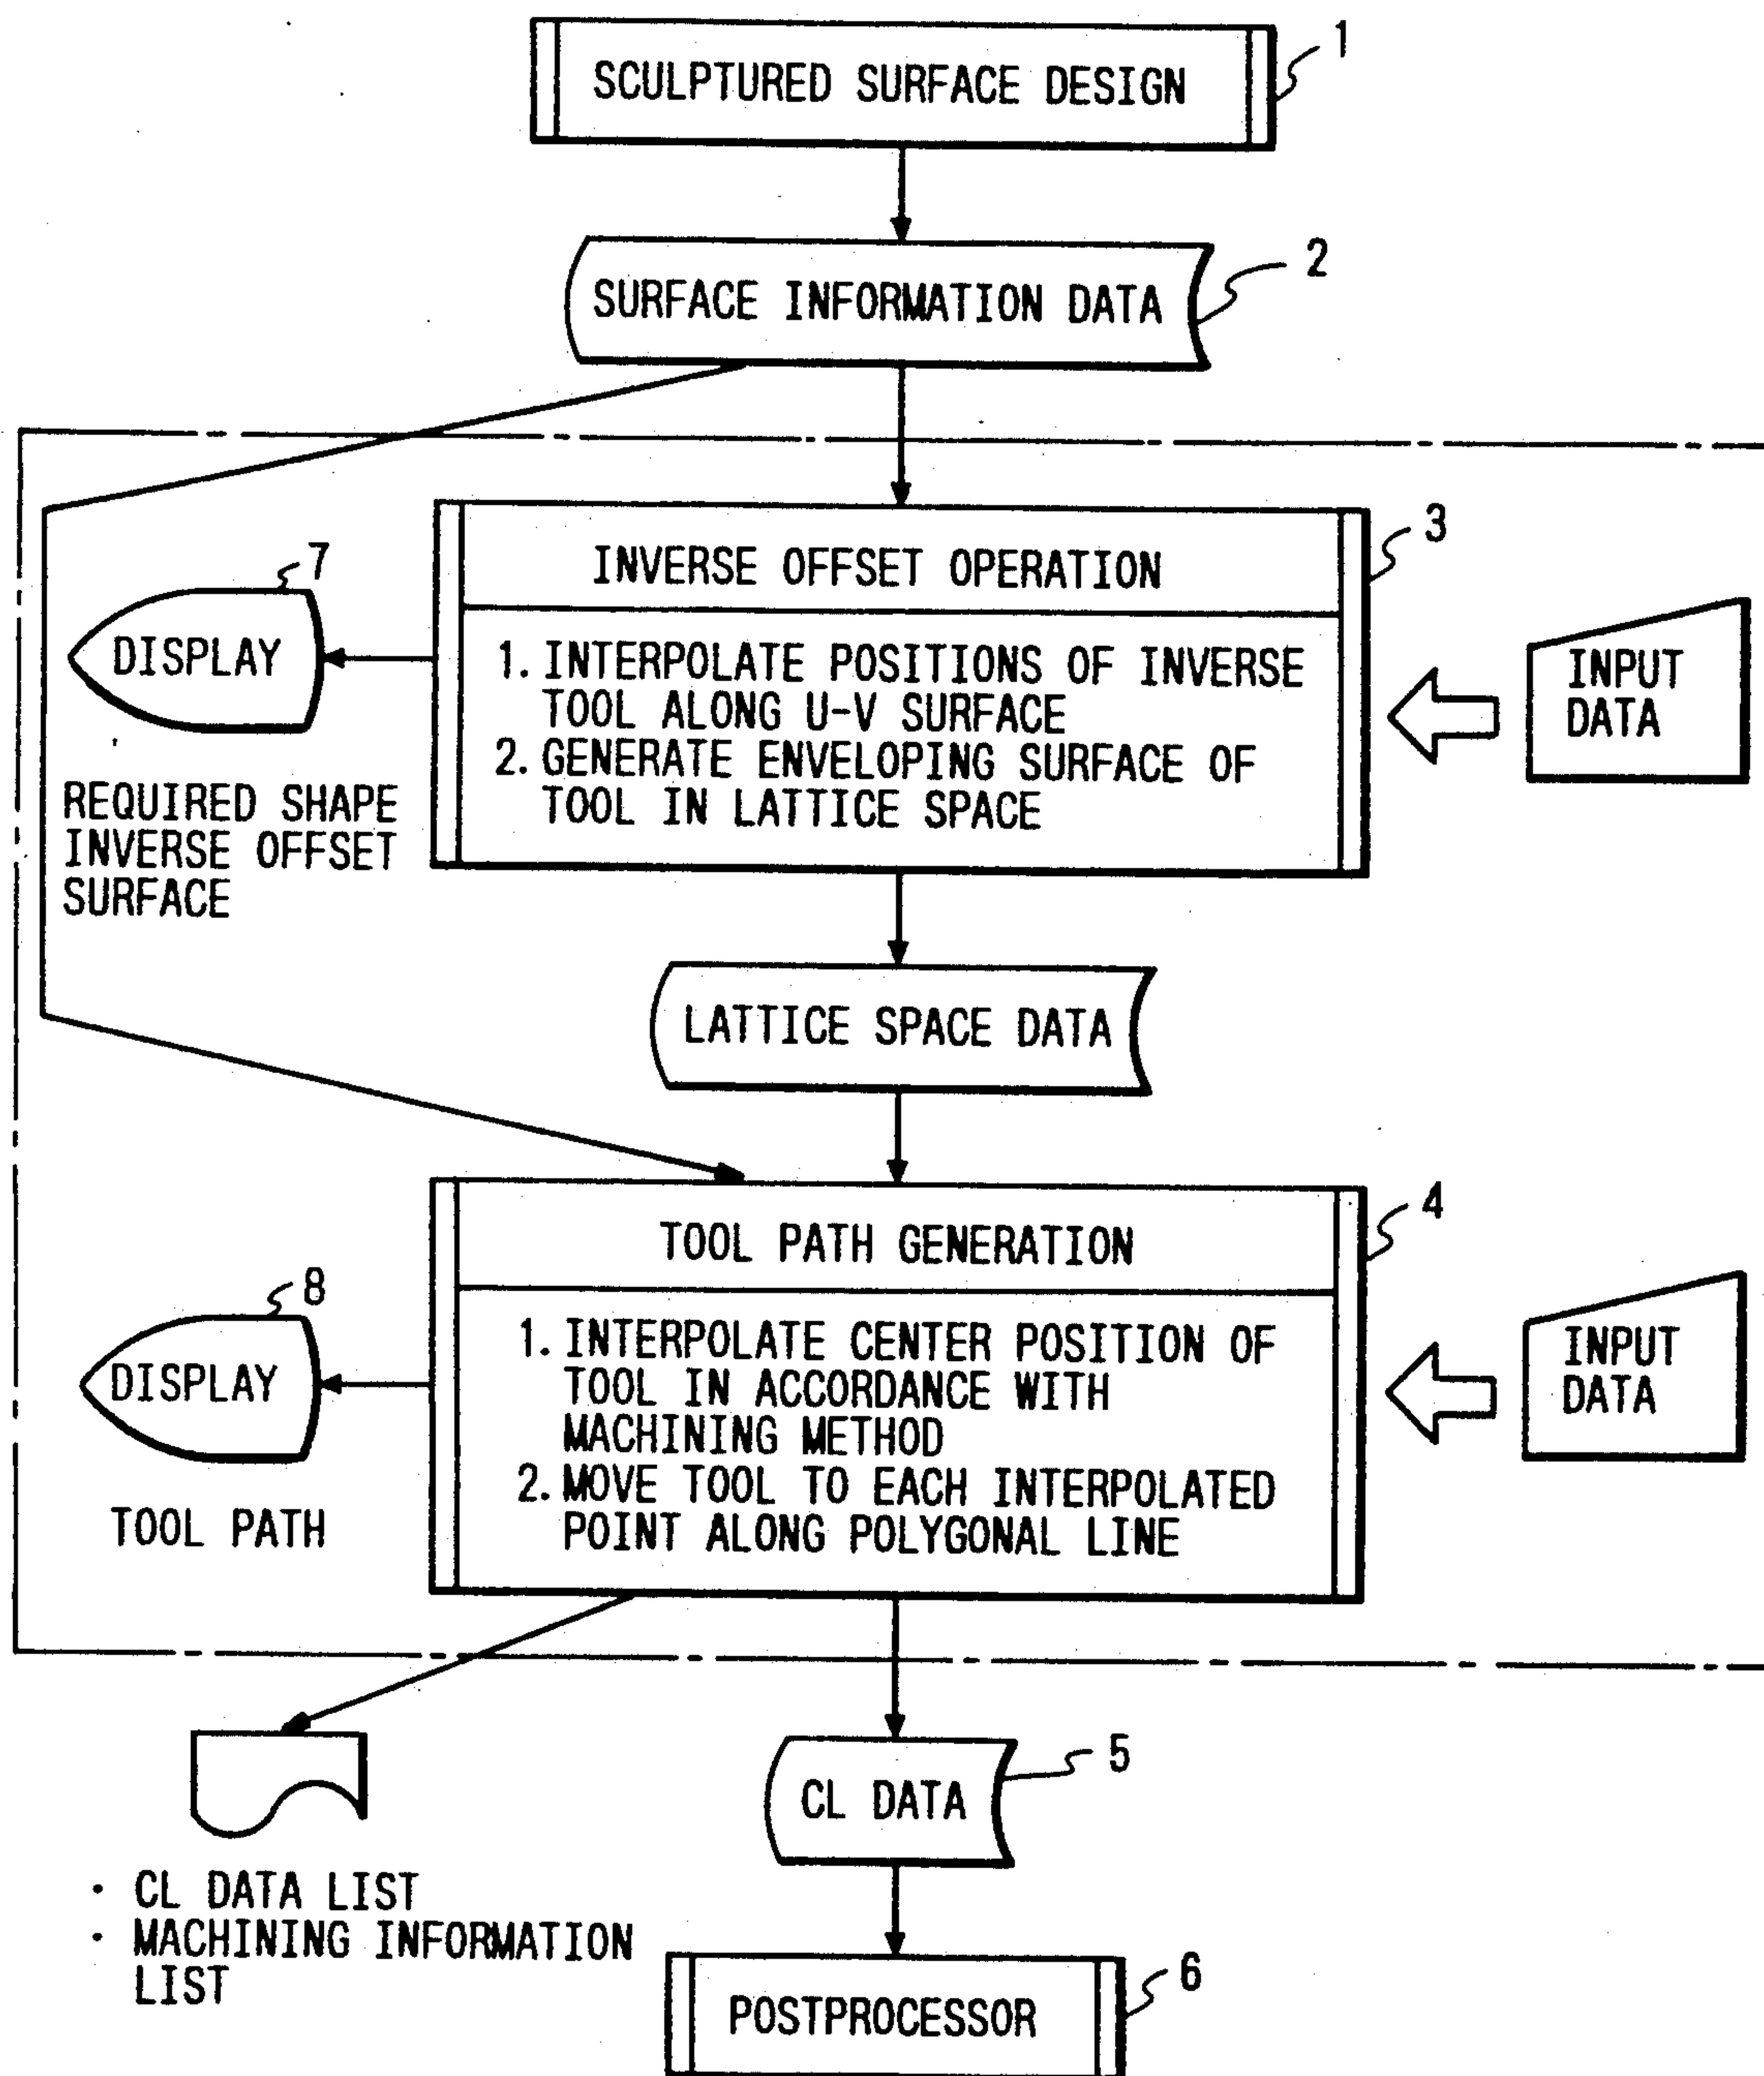 1
SCULPTURED SURFACE DESIGN
2
SURFACE INFORMATION DATA
3
INVERSE OFFSET OPERATION
7
DISPLAY
1. INTERPOLATE POSITIONS OF INVERSE
TOOL ALONG U-V SURFACE
2. GENERATE ENVELOPING SURFACE OF
TOOL IN LATTICE SPACE
INPUT
DATA
REQUIRED SHAPE
INVERSE OFFSET
SURFACE
LATTICE SPACE DATA
4
TOOL PATH GENERATION
8
DISPLAY
1. INTERPOLATE CENTER POSITION OF
TOOL IN ACCORDANCE WITH
MACHINING METHOD
2. MOVE TOOL TO EACH INTERPOLATED
POINT ALONG POLYGONAL LINE
INPUT
DATA
TOOL PATH
5
CL DATA
· CL DATA LIST
· MACHINING INFORMATION
LIST
6
POSTPROCESSOR